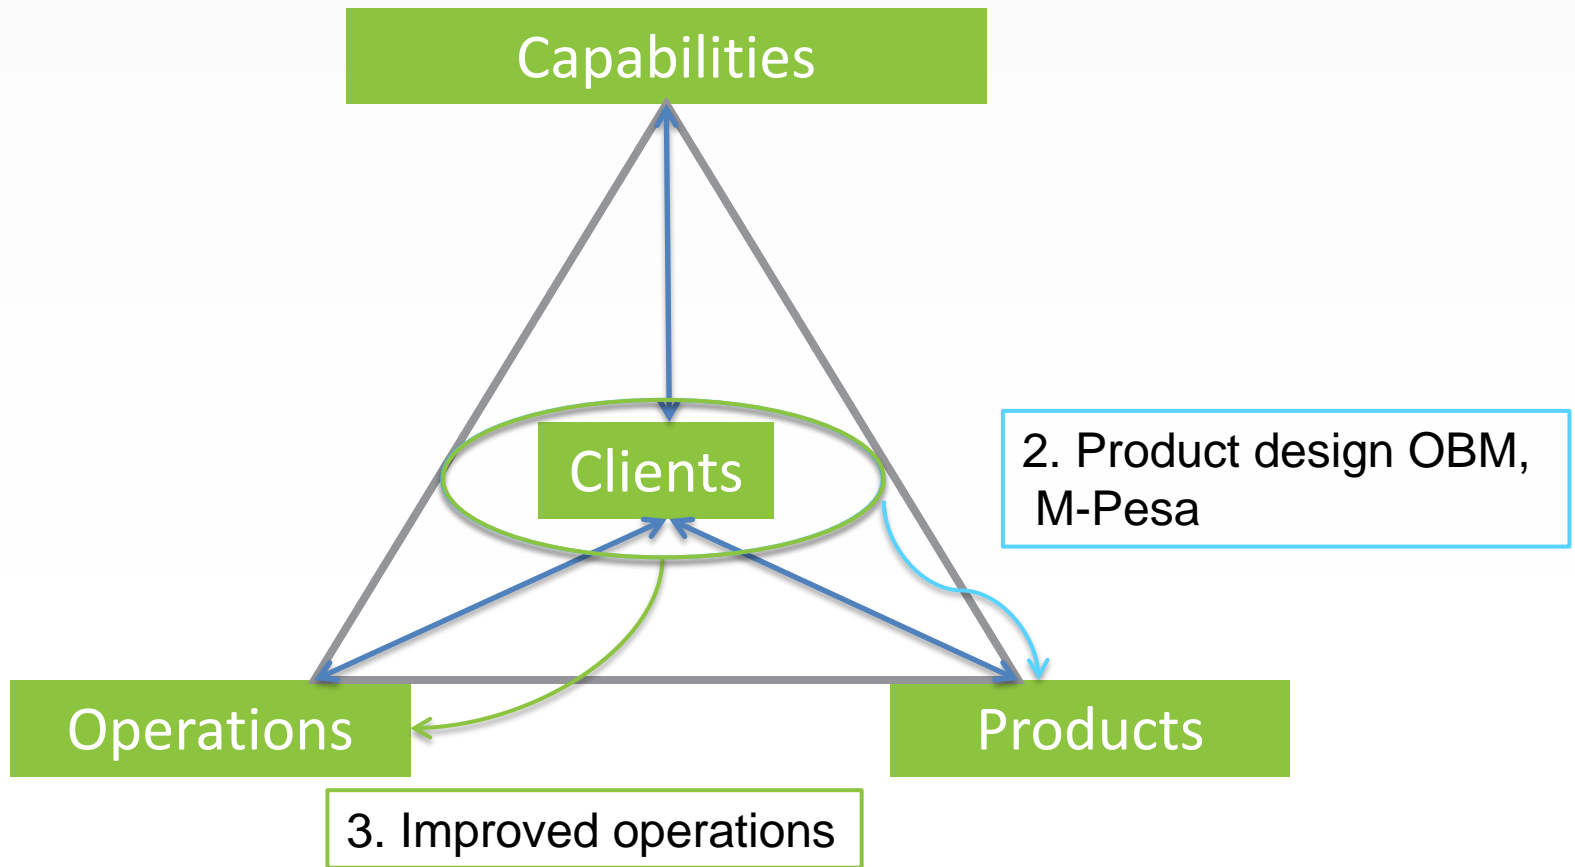 Capabilities
Clients
2. Product design OBM,
M-Pesa
Operations
Products
3. Improved operations